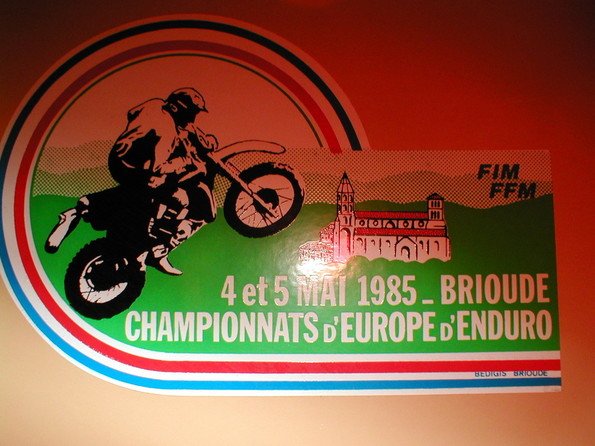 FIM
FFM
4 et 5 MAI 1985 _ BRIOUDE
CHAMPIONNATS D'EUROPE D'ENDURO
BEDIGIS BRIOUDE